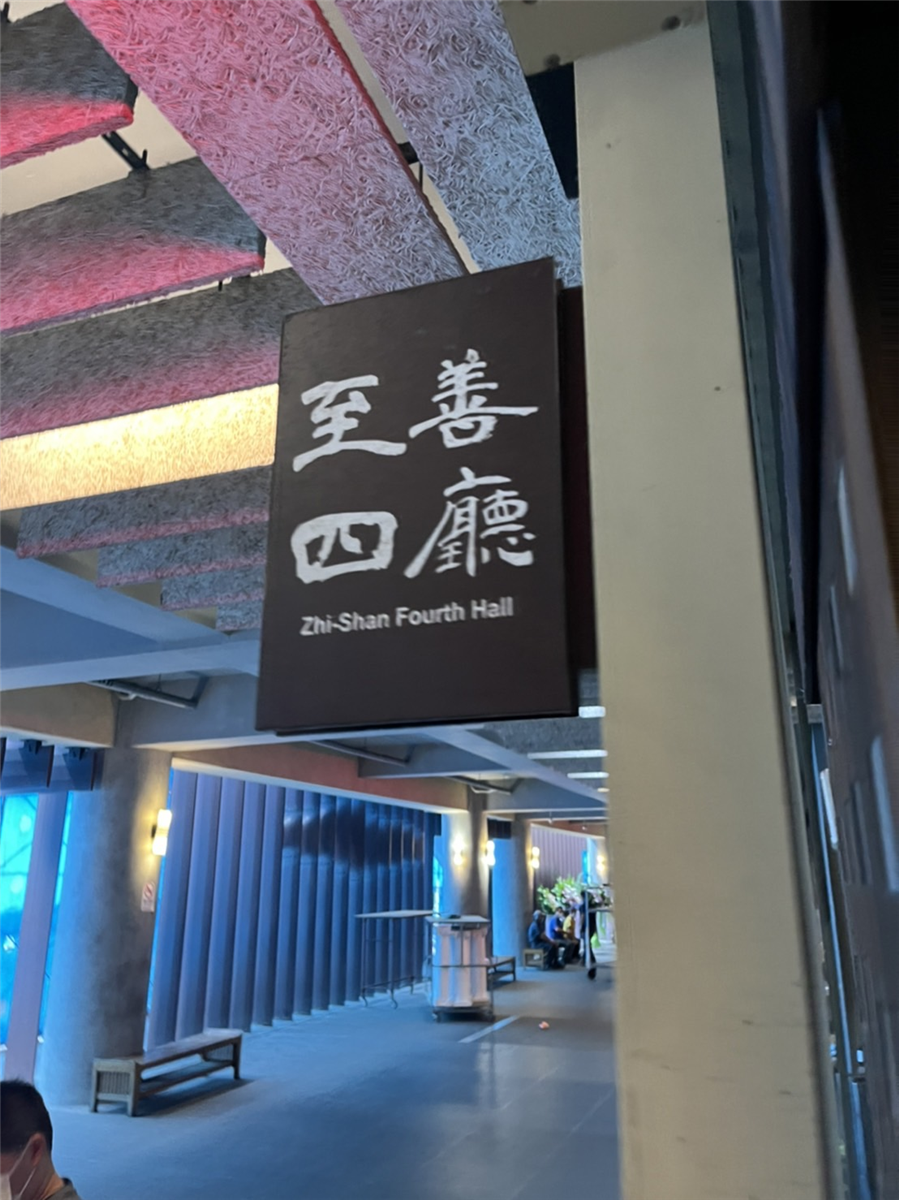 至善
四廳
Zhi-Shan Fourth Hall